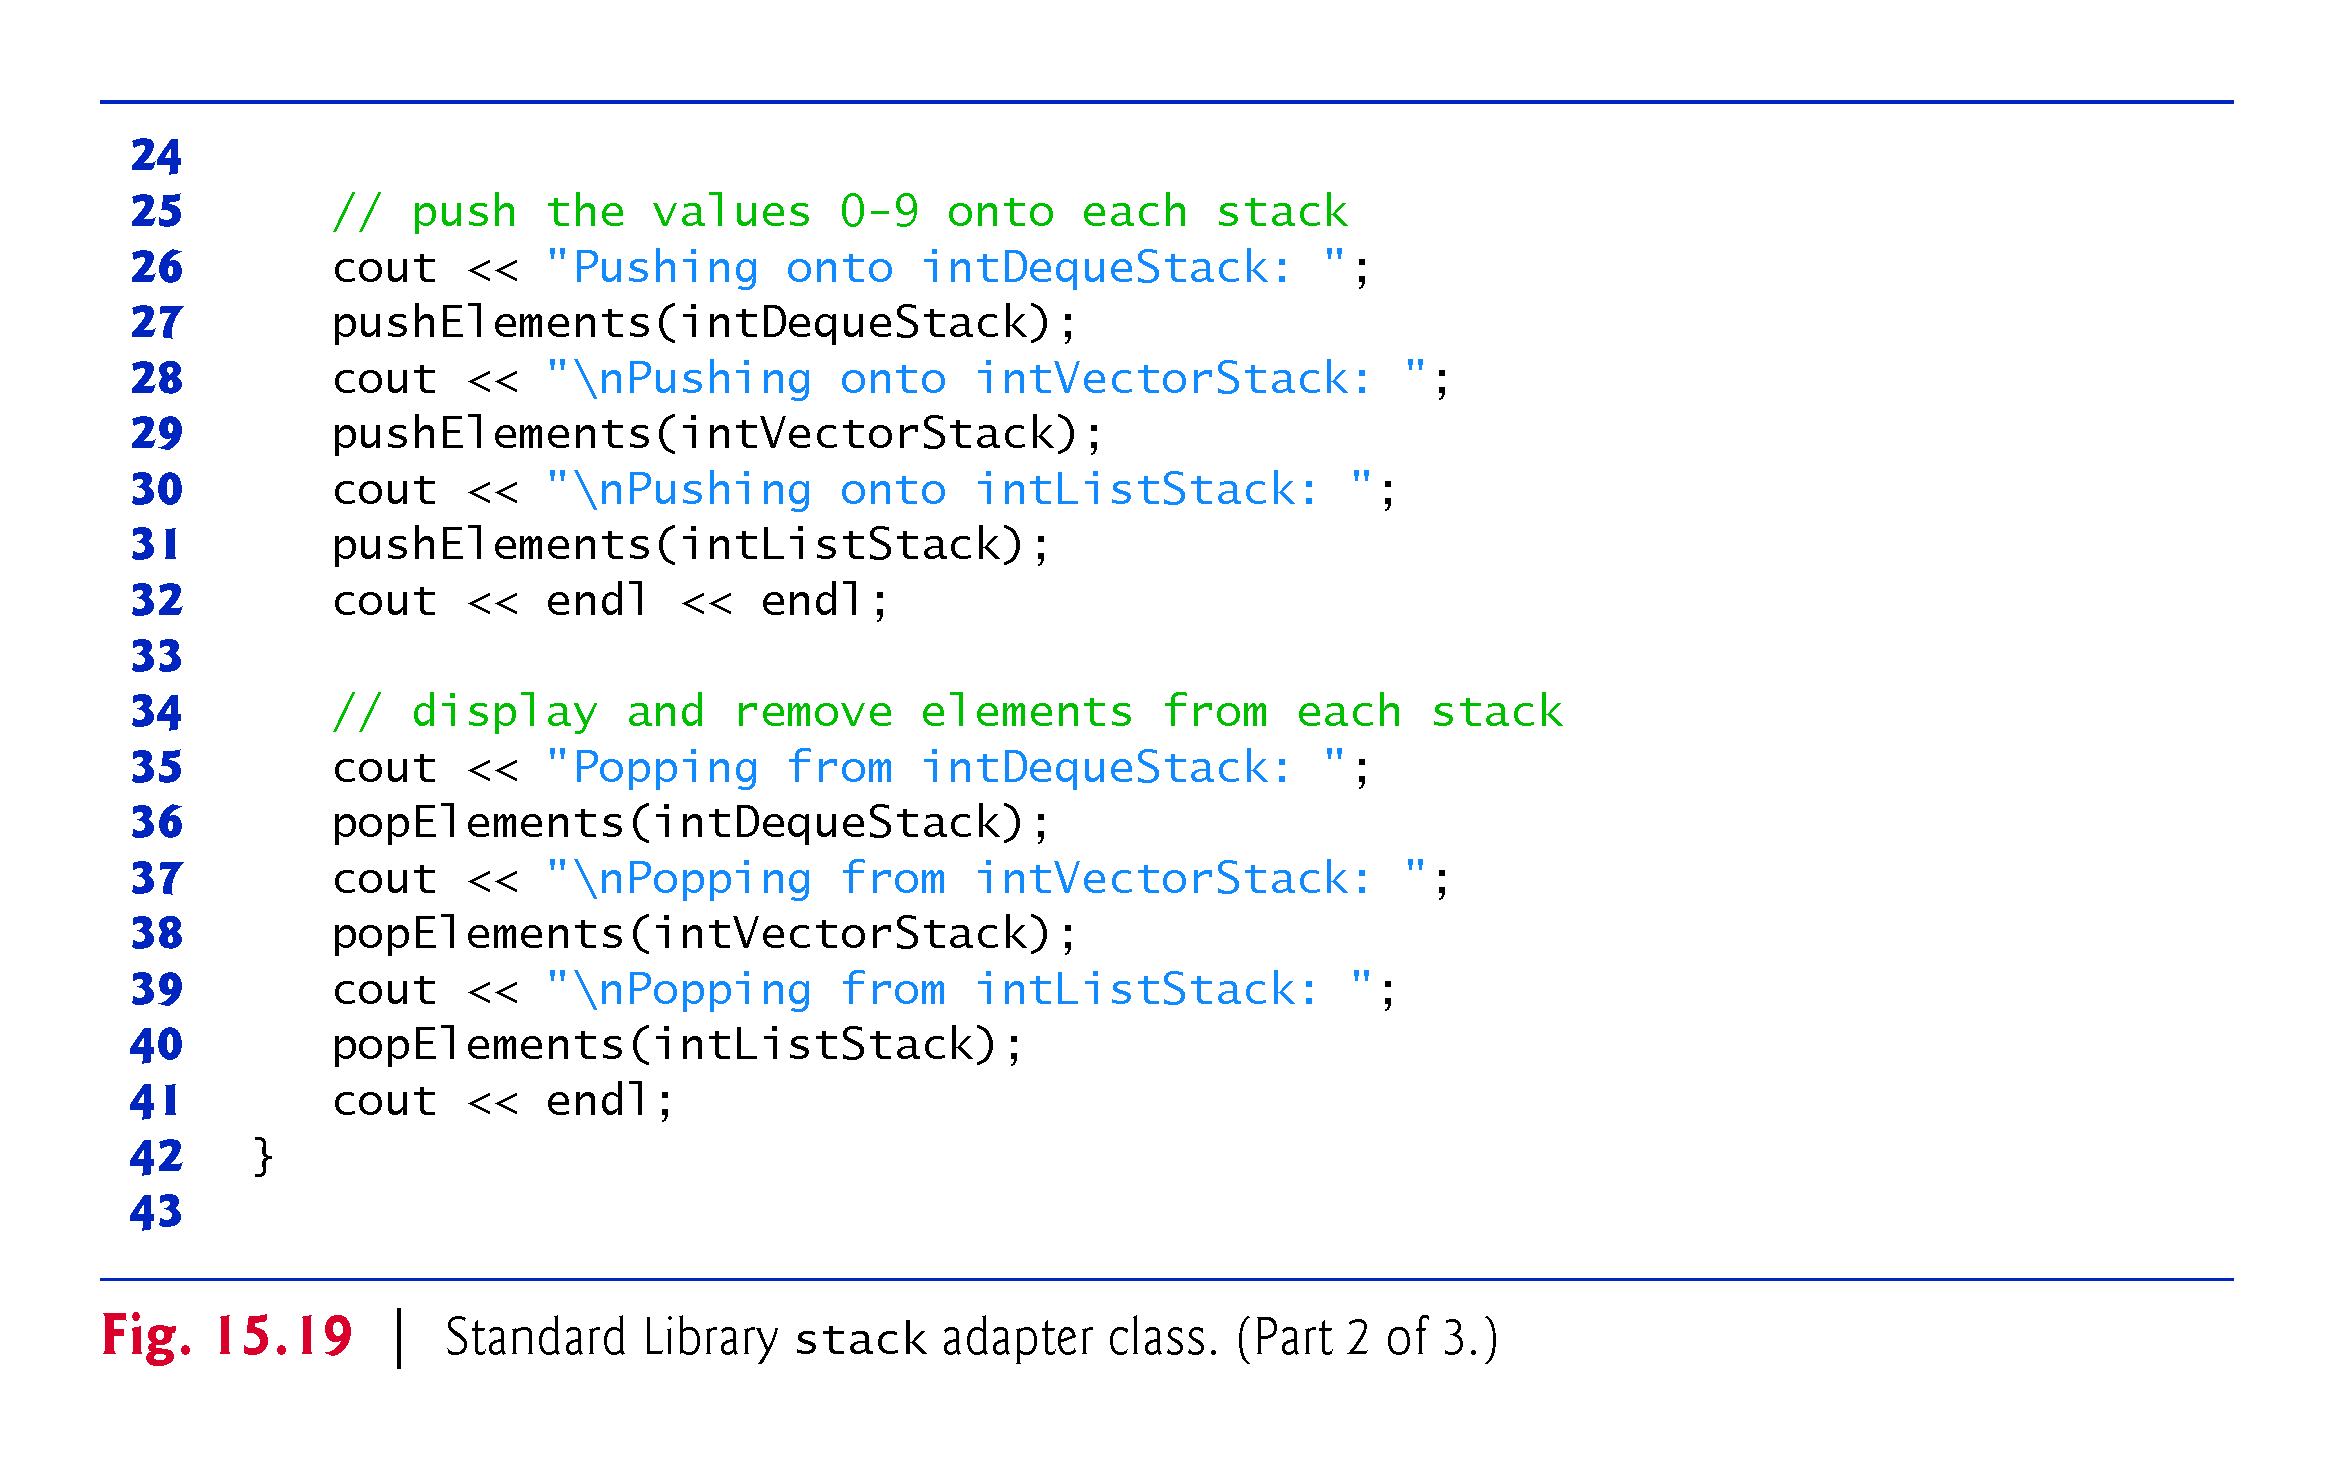 24
25 // push the values 0–9 onto each stack
26 cout << "Pushing onto intDequeStack: ";
27 pushElements(intDequeStack);
28 cout << "\nPushing onto intVectorStack: ";
29 pushElements(intVectorStack);
30 cout << "\nPushing onto intListStack: ";
31 pushElements(intListStack);
32 cout << endl << endl;
33
34 // display and remove elements from each stack
35 cout << "Popping from intDequeStack: ";
36 popElements(intDequeStack);
37 cout << "\nPopping from intVectorStack: ";
38 popElements(intVectorStack);
39 cout << "\nPopping from intListStack: ";
40 popElements(intListStack);
41 cout << endl;
42 }
43
Fig. 15.19 | Standard Library stack adapter class. (Part 2 of 3.)